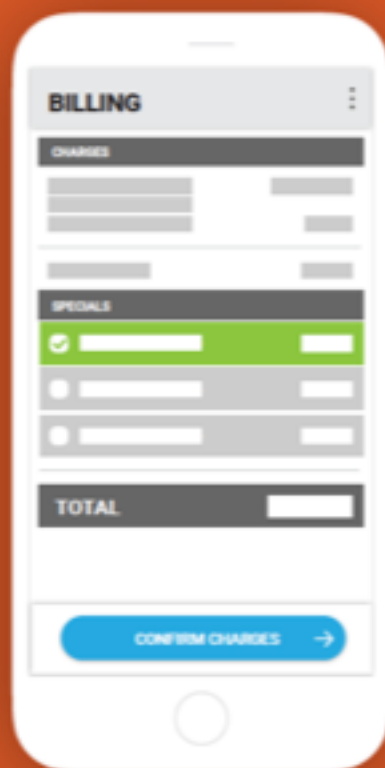 BILLING
CHARGES
SPECIALS
TOTAL
CONFIRM CHARGES